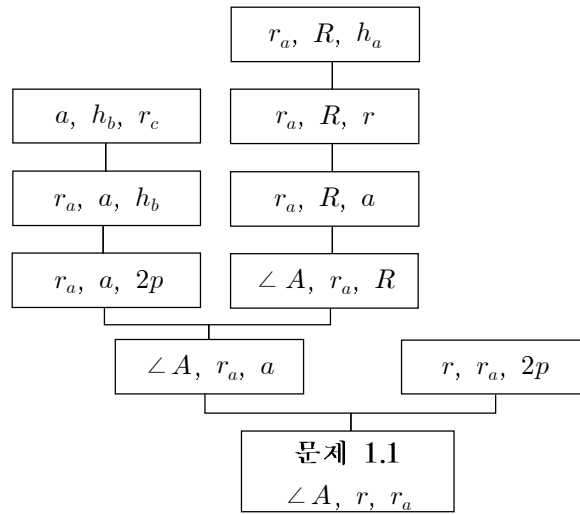 r_a, R, h_a
a, h_b, r_c
r_a, R, r
r_a, a, h_b
r_a, R, a
r_a, a, 2p
∠A, r_a, R
∠A, r_a, a
r, r_a, 2p
문제 1.1
∠A, r, r_a